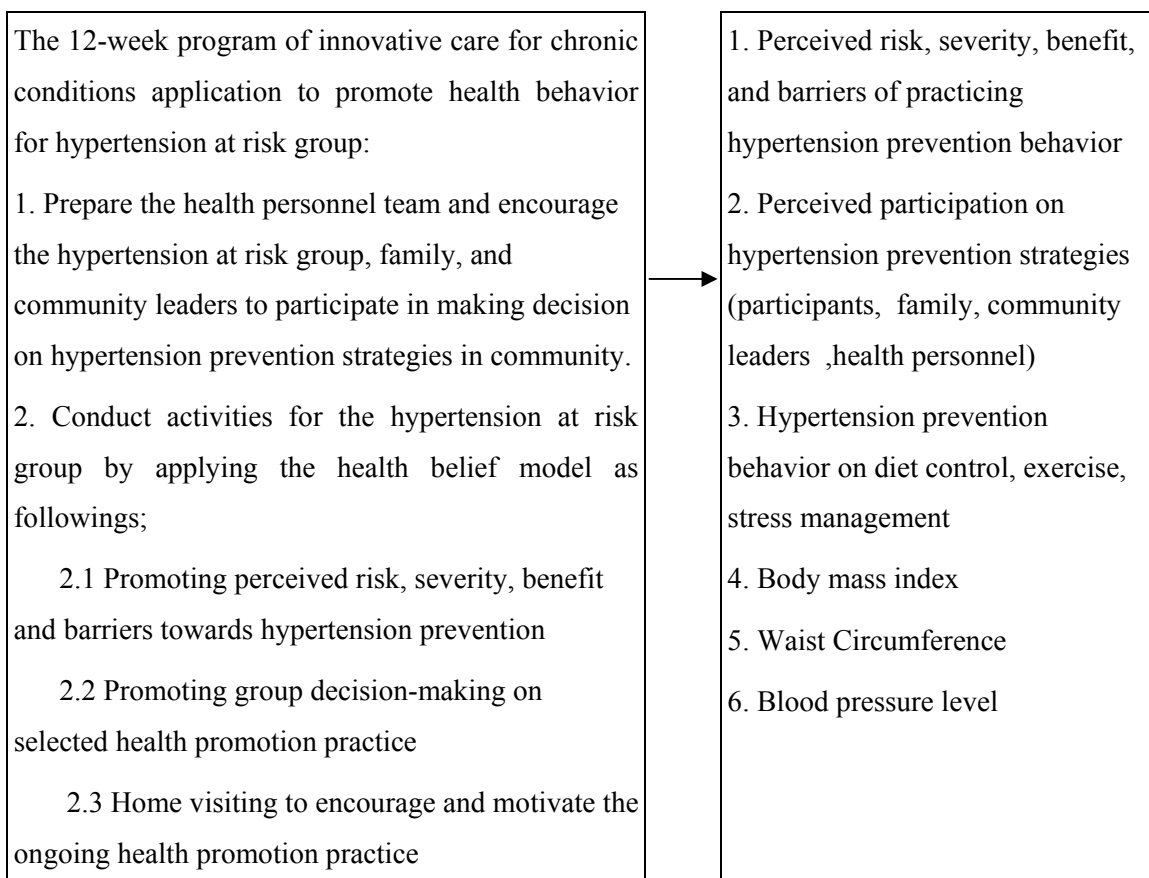 The 12-week program of innovative care for chronic
conditions application to promote health behavior
for hypertension at risk group:
1. Prepare the health personnel team and encourage
the hypertension at risk group, family, and
community leaders to participate in making decision
on hypertension prevention strategies in community.
2. Conduct activities for the hypertension at risk
group by applying the health belief model as
followings;
2.1 Promoting perceived risk, severity, benefit
and barriers towards hypertension prevention
2.2 Promoting group decision-making on
selected health promotion practice
2.3 Home visiting to encourage and motivate the
ongoing health promotion practice
1. Perceived risk, severity, benefit,
and barriers of practicing
hypertension prevention behavior
2. Perceived participation on
hypertension prevention strategies
(participants, family, community
leaders ,health personnel)
3. Hypertension prevention
behavior on diet control, exercise,
stress management
4. Body mass index
5. Waist Circumference
6. Blood pressure level